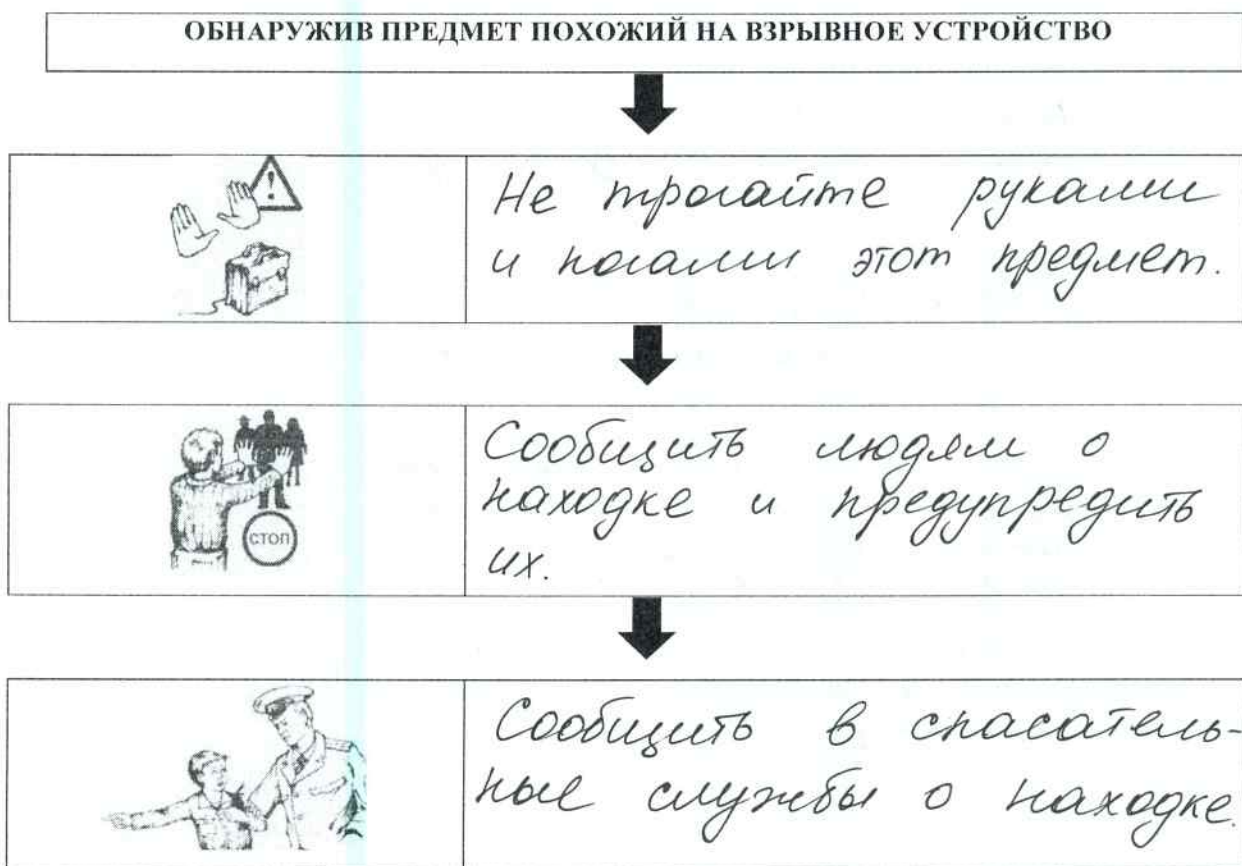 ОБНАРУЖИВ ПРЕДМЕТ ПОХОЖИЙ НА ВЗРЫВНОЕ УСТРОЙСТВО
!
Не трогайте руками
и ногами этот предмет.
СТОП
Сообщить людям о
находке и предупредить
их.
Сообщить в спасатель-
ные службы о находке.